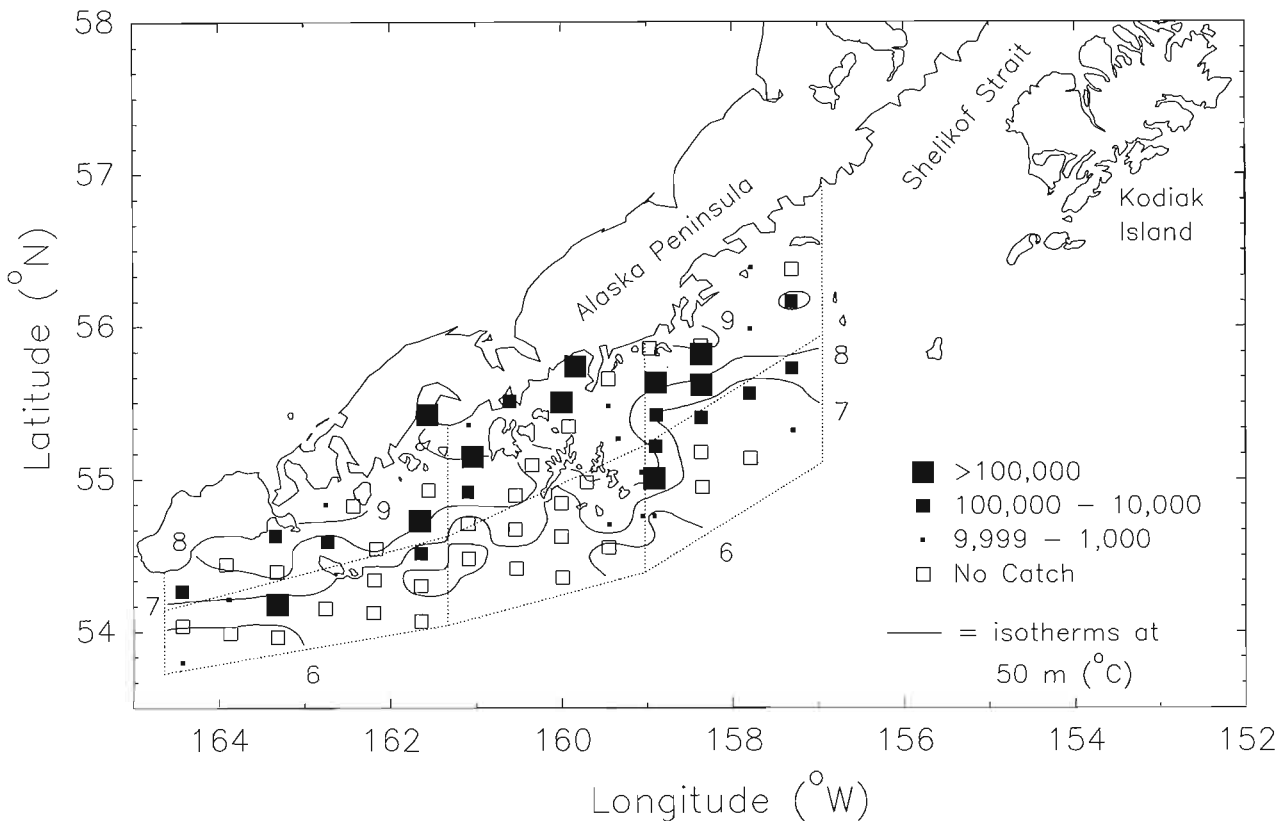 58
57
56
55
54
Latitude (°N)
164
162
160
158
156
154
152
Longitude (°W)
Alaska Peninsula
Shelikof Strait
Kodiak
Island
9
8
7
6
9
8
7
6
>100,000
100,000 – 10,000
9,999 – 1,000
No Catch
= isotherms at
50 m (°C)